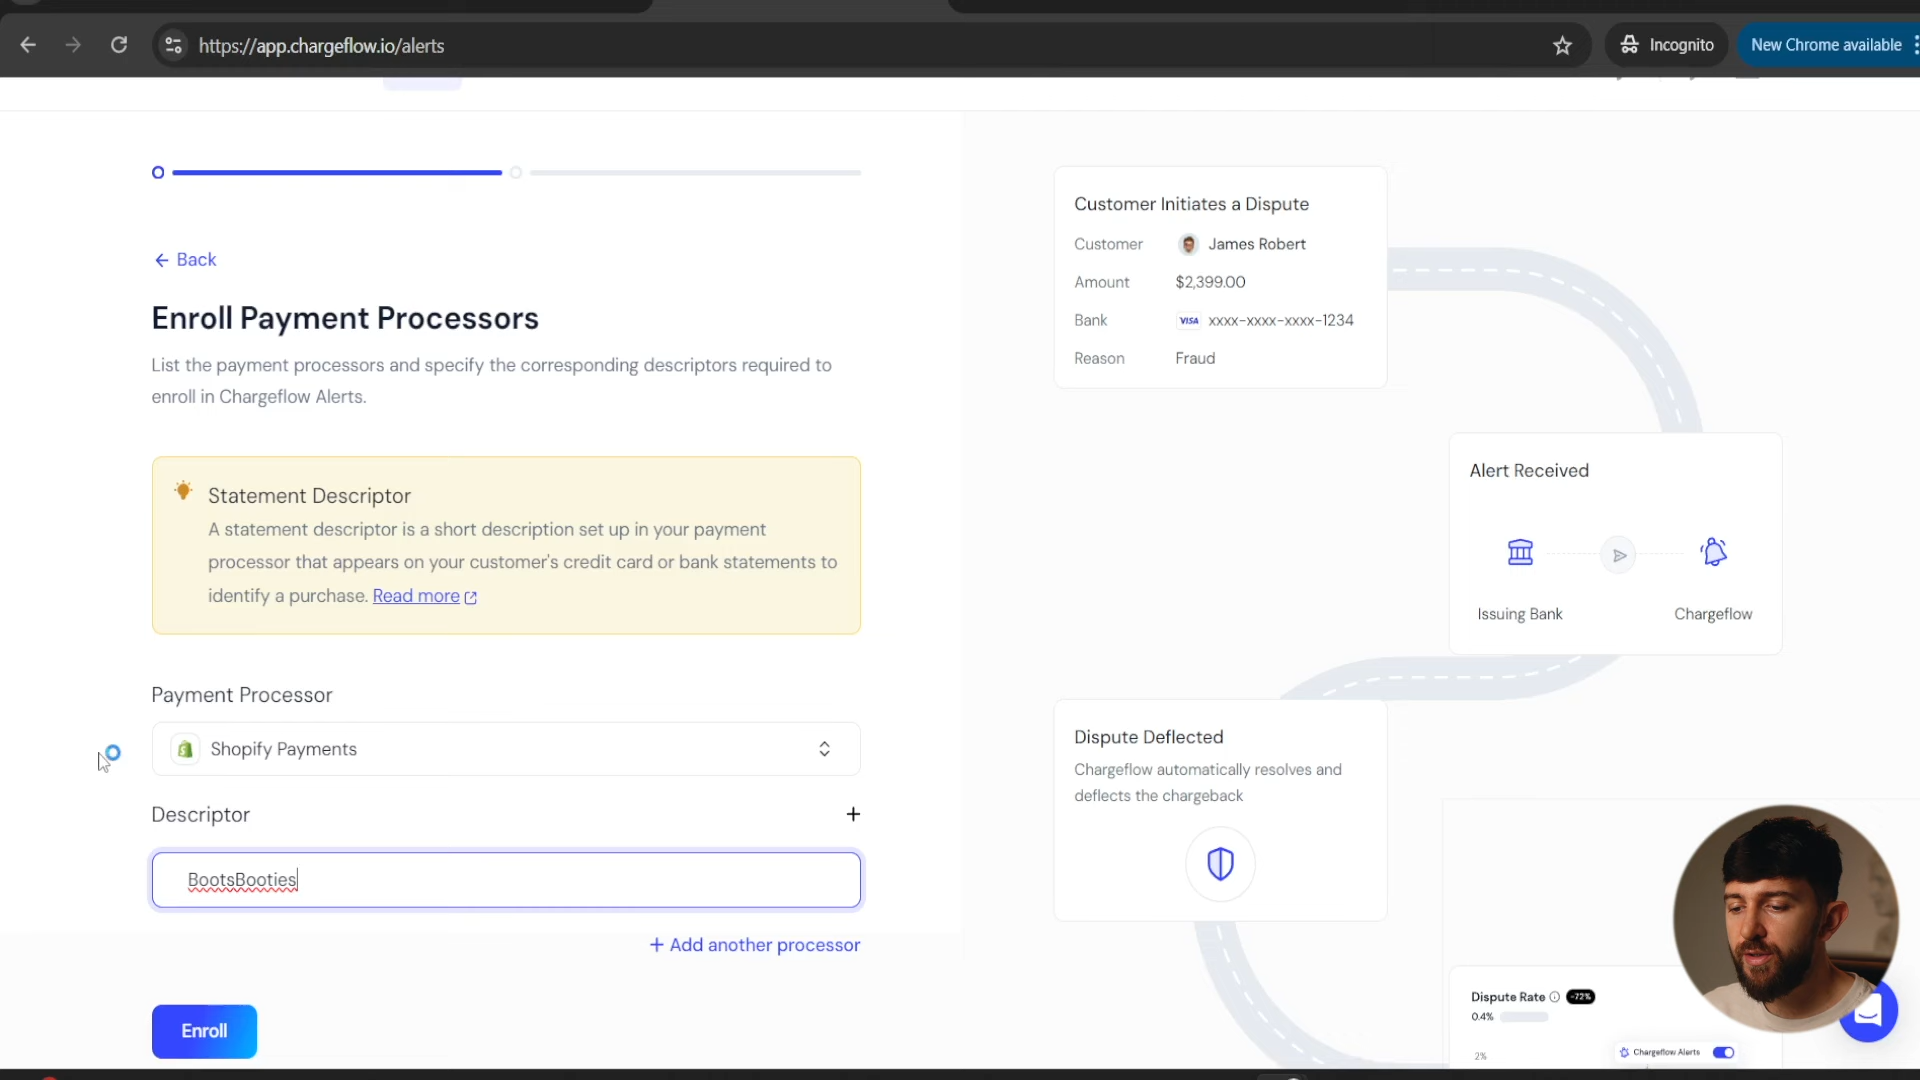 https://app.chargeflow.io/alerts
Incognito
New Chrome available
Back
Enroll Payment Processors
List the payment processors and specify the corresponding descriptors required to
enroll in Chargeflow Alerts.
Statement Descriptor
A statement descriptor is a short description set up in your payment
processor that appears on your customer's credit card or bank statements to
identify a purchase. Read more
Payment Processor
Shopify Payments
Descriptor
+
BootsBooties
+ Add another processor
Enroll
Customer Initiates a Dispute
Customer James Robert
Amount $2,399.00
Bank VISA xxxx-xxxx-xxxx-1234
Reason Fraud
Alert Received
Issuing Bank Chargeflow
Dispute Deflected
Chargeflow automatically resolves and
deflects the chargeback
Dispute Rate -72%
0.4%
Chargeflow Alerts
2%